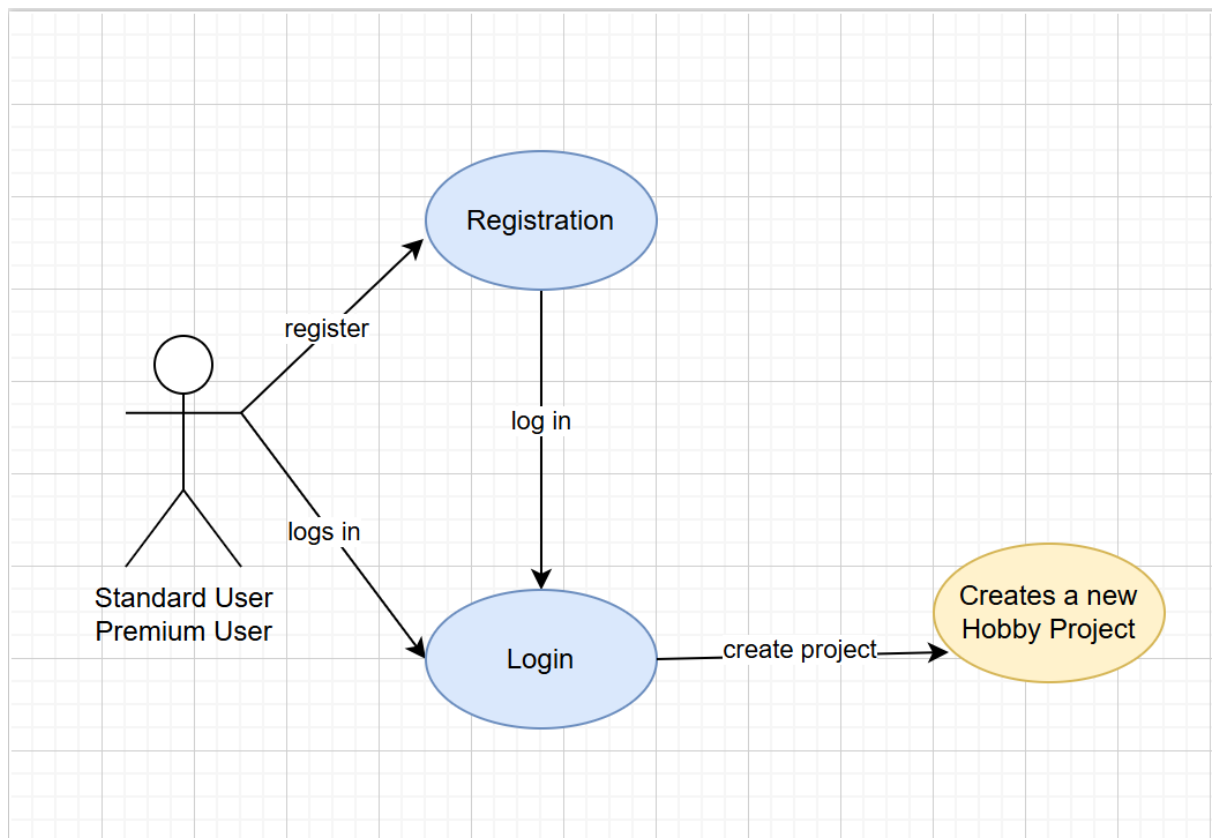 Registration
register
log in
logs in
Standard User
Premium User
Login
create project
Creates a new
Hobby Project